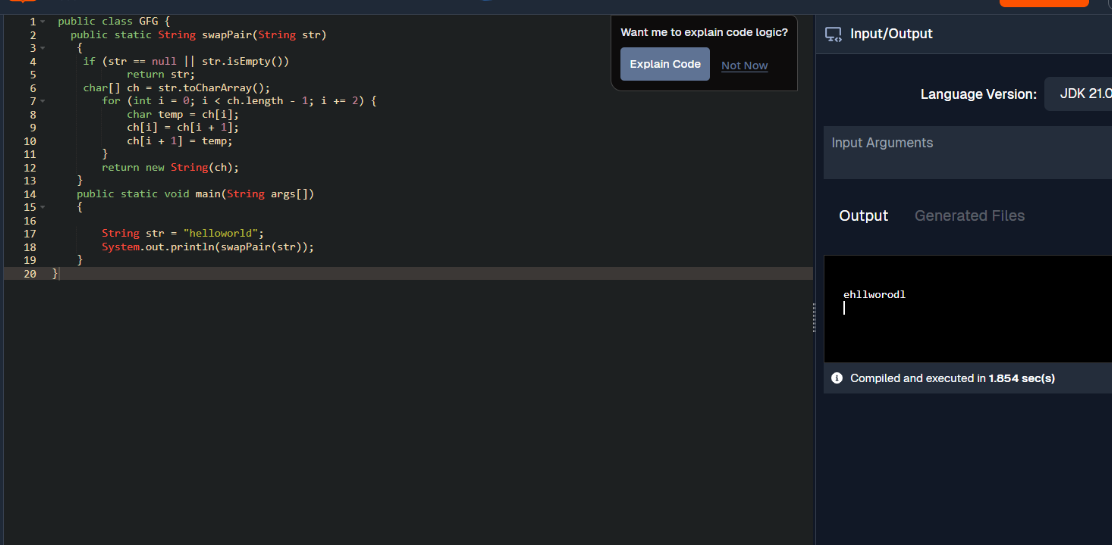 1 public class GFG {
2 public static String swapPair(String str)
3 {
4 if (str == null || str.isEmpty())
5 return str;
6 char[] ch = str.toCharArray();
7 for (int i = 0; i < ch.length - 1; i += 2) {
8 char temp = ch[i];
9 ch[i] = ch[i + 1];
10 ch[i + 1] = temp;
11 }
12 return new String(ch);
13 }
14 public static void main(String args[])
15 {
16
17 String str = "helloworld";
18 System.out.println(swapPair(str));
19 }
20 }
Want me to explain code logic?
Explain Code Not Now
Input/Output
Language Version: JDK 21.0
Input Arguments
Output Generated Files
ehllworodl
Compiled and executed in 1.854 sec(s)